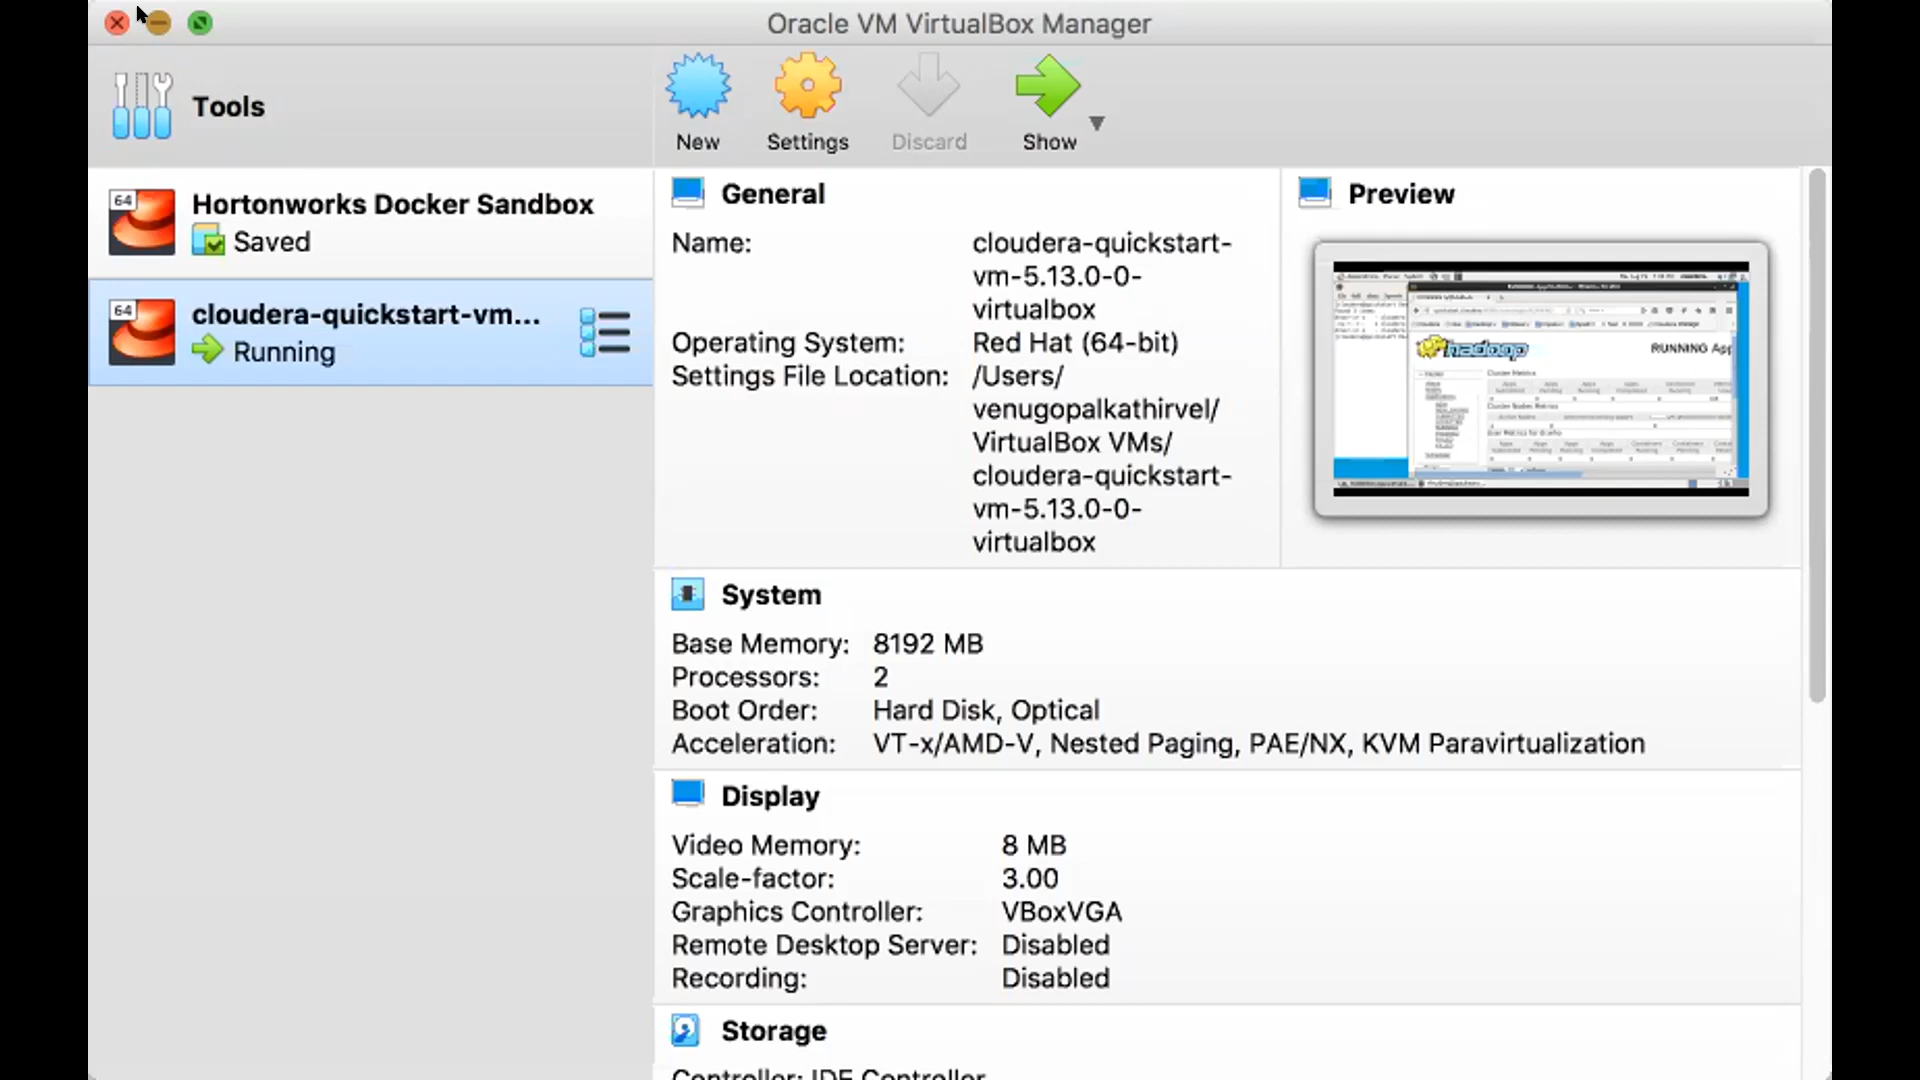 Oracle VM VirtualBox Manager
Tools
New
Settings
Discard
Show
64
Hortonworks Docker Sandbox
Saved
64
cloudera-quickstart-vm...
Running
General
Name:
cloudera-quickstart-
vm-5.13.0-0-
virtualbox
Operating System:
Red Hat (64-bit)
Settings File Location:
/Users/
venugopalkathirvel/
VirtualBox VMs/
cloudera-quickstart-
vm-5.13.0-0-
virtualbox
Preview
hadoop
RUNNING App
System
Base Memory: 8192 MB
Processors: 2
Boot Order: Hard Disk, Optical
Acceleration: VT-x/AMD-V, Nested Paging, PAE/NX, KVM Paravirtualization
Display
Video Memory: 8 MB
Scale-factor: 3.00
Graphics Controller: VBoxVGA
Remote Desktop Server: Disabled
Recording: Disabled
Storage
Controller: IDE Controller